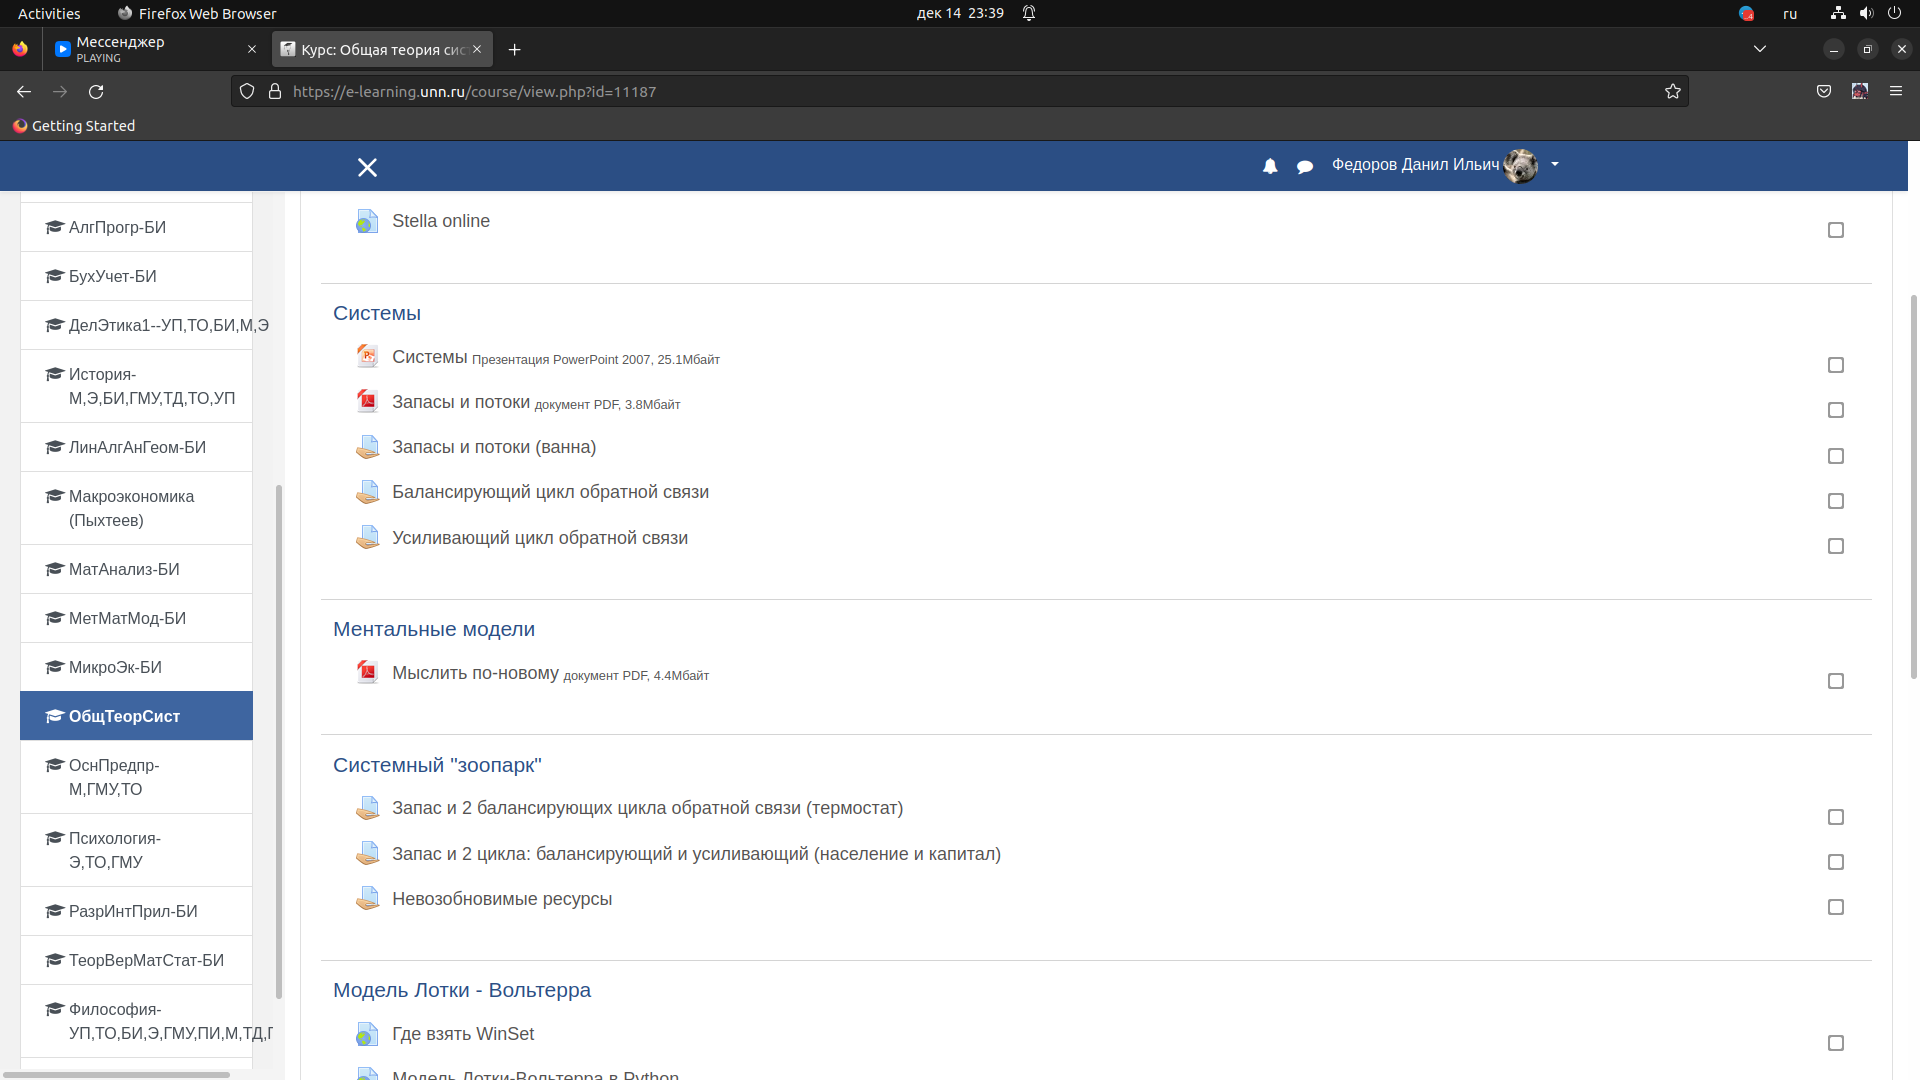 Activities
Firefox Web Browser
дек 14 23:39
ru
Мессенджер
PLAYING
Курс: Общая теория сис
https://e-learning.unn.ru/course/view.php?id=11187
Getting Started
Федоров Данил Ильич
АлгПрогр-БИ
БухУчет-БИ
ДелЭтика1--УП,ТО,БИ,М,Э
История-
М,Э,БИ,ГМУ,ТД,ТО,УП
ЛинАлгАнГеом-БИ
Макроэкономика
(Пыхтеев)
МатАнализ-БИ
МетМатМод-БИ
МикроЭк-БИ
ОбщТеорСист
ОснПредпр-
М,ГМУ,ТО
Психология-
Э,ТО,ГМУ
РазрИнтПрил-БИ
ТеорВерМатСтат-БИ
Философия-
УП,ТО,БИ,Э,ГМУ,ПИ,М,ТД,Г
Stella online
Системы
Системы Презентация PowerPoint 2007, 25.1Мбайт
Запасы и потоки документ PDF, 3.8Мбайт
Запасы и потоки (ванна)
Балансирующий цикл обратной связи
Усиливающий цикл обратной связи
Ментальные модели
Мыслить по-новому документ PDF, 4.4Мбайт
Системный "зоопарк"
Запас и 2 балансирующих цикла обратной связи (термостат)
Запас и 2 цикла: балансирующий и усиливающий (население и капитал)
Невозобновимые ресурсы
Модель Лотки - Вольтерра
Где взять WinSet
Модель Лотки-Вольтерра в Python